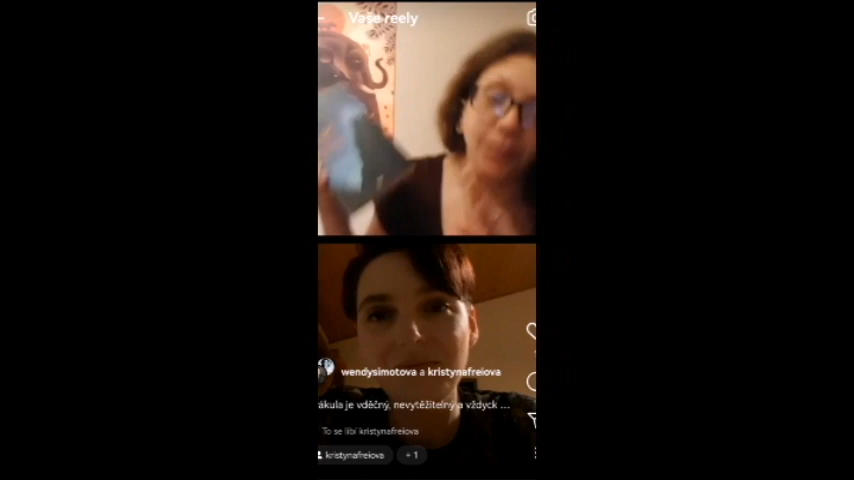 Vaše reely
wendysimotova a kristynafreiova
ákula je vděčný, nevytěžitelný a vždyck ...
To se líbí kristynafreiova
kristynafreiova
+ 1